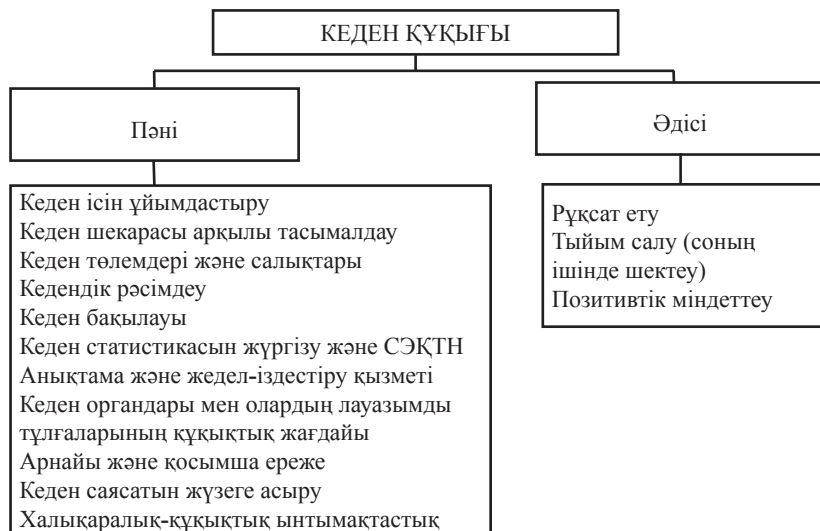 КЕДЕН ҚҰҚЫҒЫ
Пәні
Әдісі
Кеден ісін ұйымдастыру
Кеден шекарасы арқылы тасымалдау
Кеден төлемдері және салықтары
Кедендік рәсімдеу
Кеден бақылауы
Кеден статистикасын жүргізу және СЭҚТН
Анықтама және жедел-іздестіру қызметі
Кеден органдары мен олардың лауазымды
тұлғаларының құқықтық жағдайы
Арнайы және қосымша ереже
Кеден саясатын жүзеге асыру
Халықаралық-құқықтық ынтымақтастық
Рұқсат ету
Тыйым салу (соның
ішінде шектеу)
Позитивтік міндеттеу